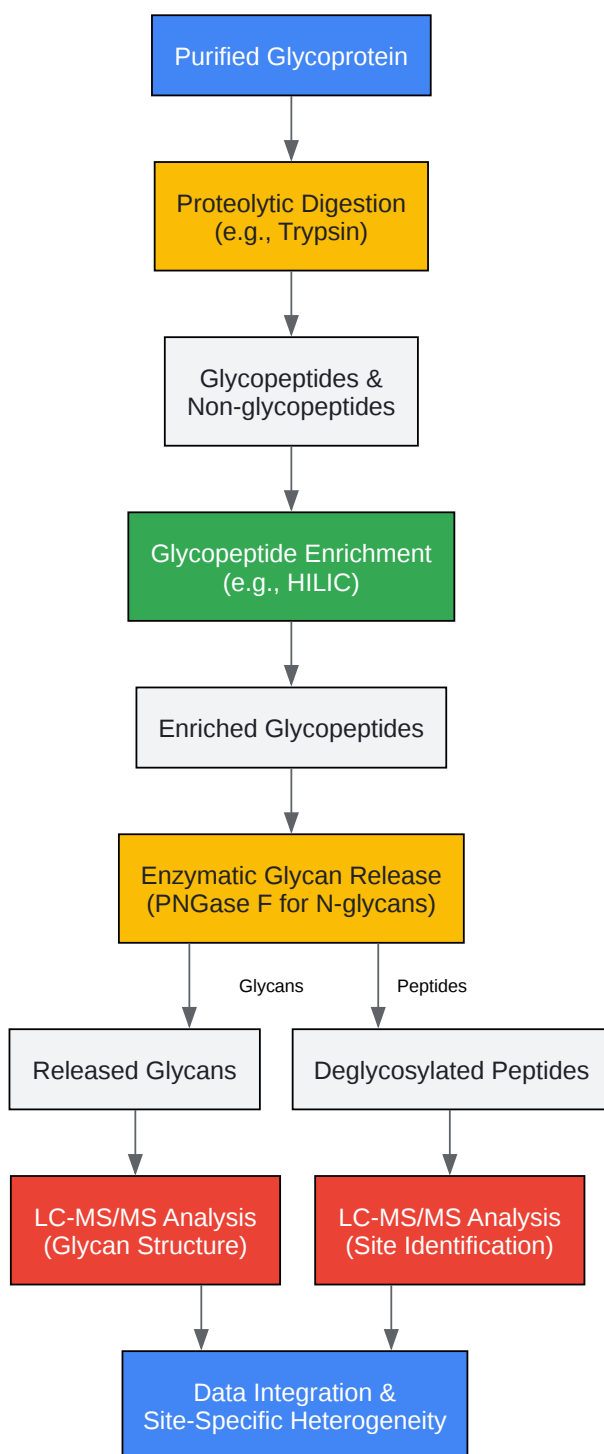 Purified Glycoprotein
Proteolytic Digestion
(e.g., Trypsin)
Glycopeptides &
Non-glycopeptides
Glycopeptide Enrichment
(e.g., HILIC)
Enriched Glycopeptides
Enzymatic Glycan Release
(PNGase F for N-glycans)
Glycans
Peptides
Released Glycans
Deglycosylated Peptides
LC-MS/MS Analysis
(Glycan Structure)
LC-MS/MS Analysis
(Site Identification)
Data Integration &
Site-Specific Heterogeneity